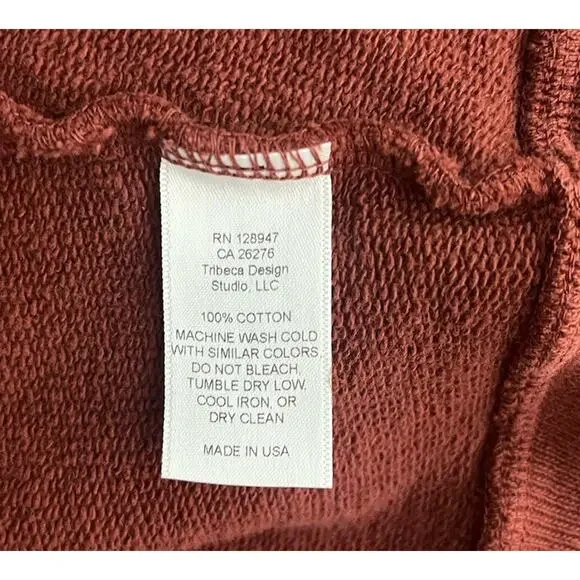 RN 128947
CA 26276
Tribeca Design
Studio, LLC
100% COTTON
MACHINE WASH COLD
WITH SIMILAR COLORS,
DO NOT BLEACH,
TUMBLE DRY LOW,
COOL IRON, OR
DRY CLEAN
MADE IN USA